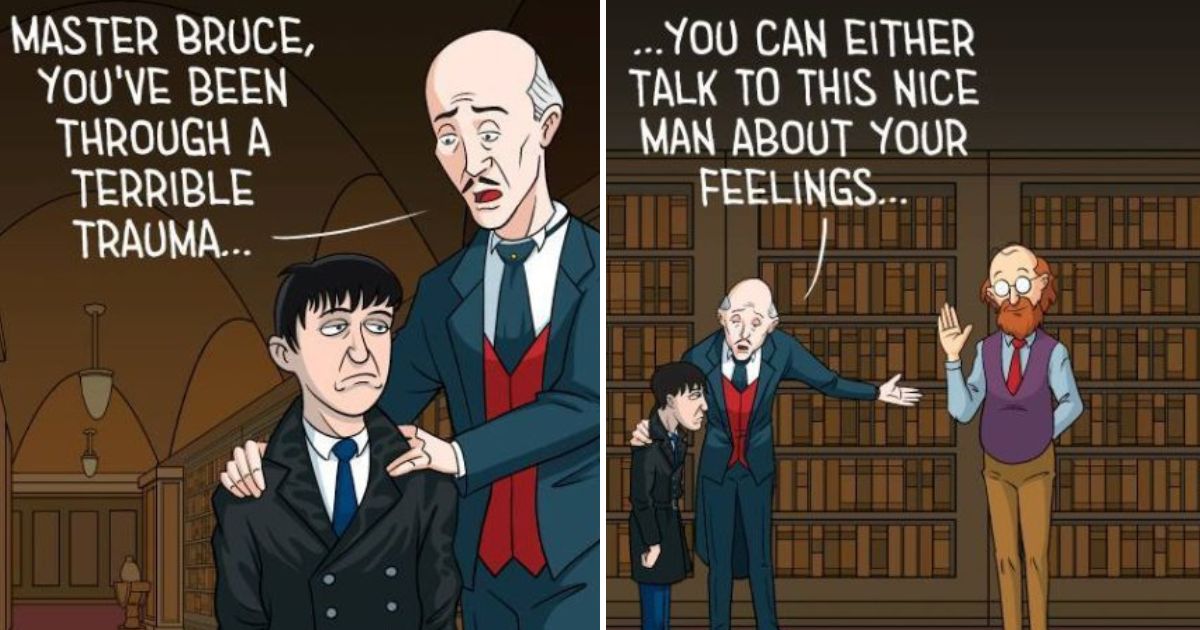 MASTER BRUCE,
YOU'VE BEEN
THROUGH A
TERRIBLE
TRAUMA...
...YOU CAN EITHER
TALK TO THIS NICE
MAN ABOUT YOUR
FEELINGS...